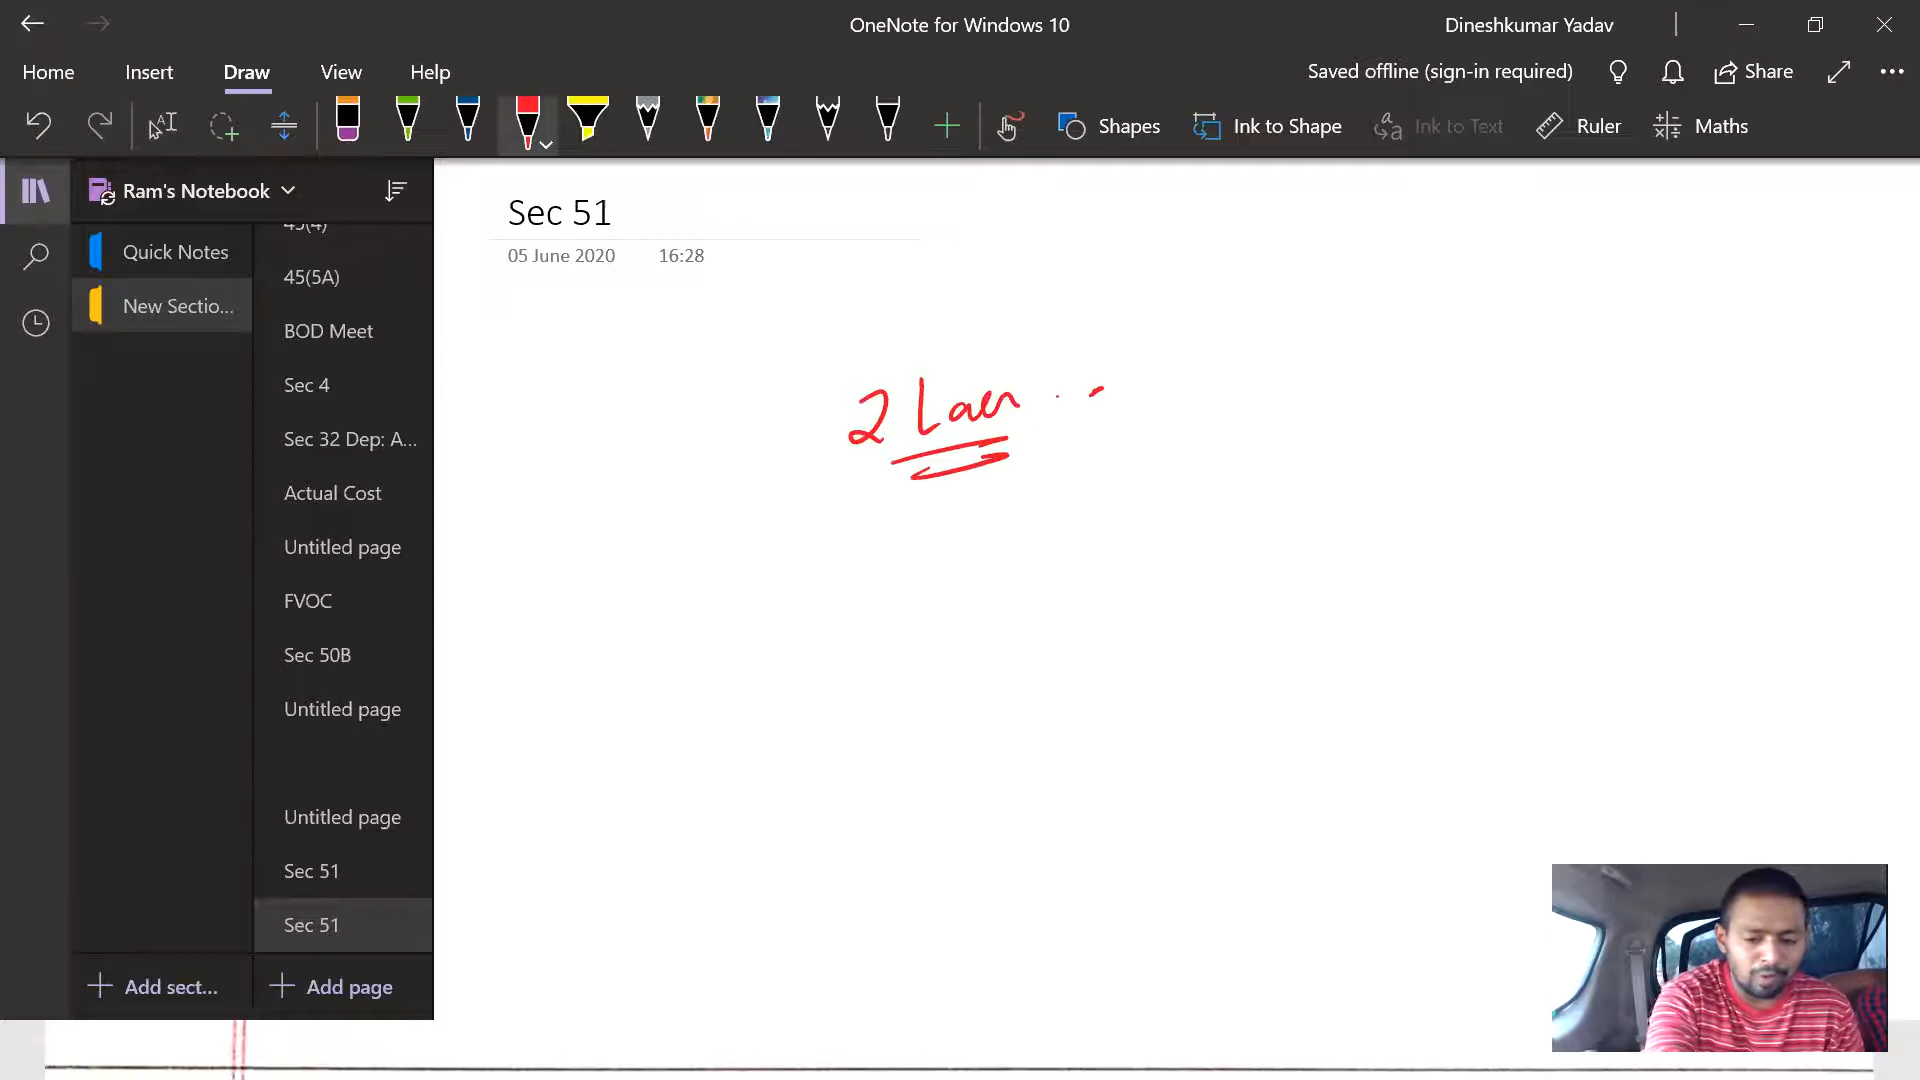 OneNote for Windows 10
Dineshkumar Yadav
Home Insert Draw View Help
Saved offline (sign-in required)
Share
Shapes
Ink to Shape
Ink to Text
Ruler
Maths
Ram's Notebook
Quick Notes
New Sectio...
45(4)
45(5A)
BOD Meet
Sec 4
Sec 32 Dep: A...
Actual Cost
Untitled page
FVOC
Sec 50B
Untitled page
Untitled page
Sec 51
Sec 51
Add sect...
Add page
Sec 51
05 June 2020 16:28
2